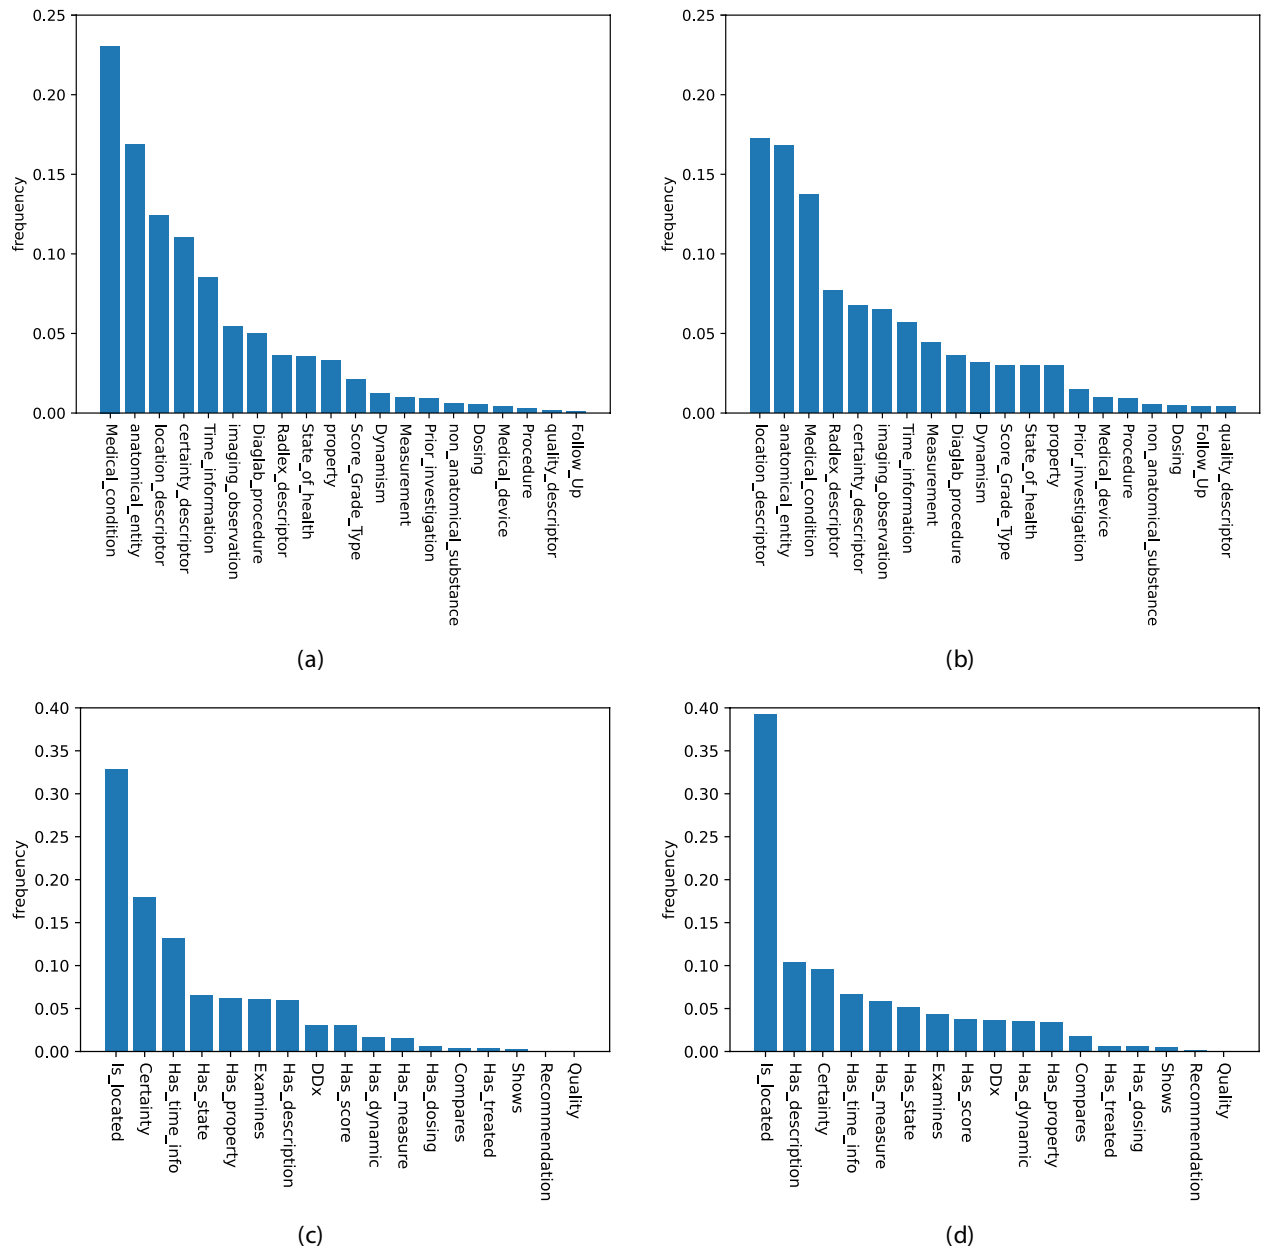 0.25
0.20
0.15
0.10
0.05
0.00
frequency
Medical_condition
anatomical_entity
location_descriptor
certainty_descriptor
Time_information
imaging_observation
Diaglab_procedure
Radlex_descriptor
State_of_health
property
Score_Grade_Type
Dynamism
Measurement
Prior_investigation
non_anatomical_substance
Dosing
Medical_device
Procedure
quality_descriptor
Follow_Up
(a)
0.25
0.20
0.15
0.10
0.05
0.00
frequency
location_descriptor
anatomical_entity
Medical_condition
Radlex_descriptor
certainty_descriptor
imaging_observation
Time_information
Measurement
Diaglab_procedure
Dynamism
Score_Grade_Type
State_of_health
property
Prior_investigation
Medical_device
Procedure
non_anatomical_substance
Dosing
Follow_Up
quality_descriptor
(b)
0.40
0.35
0.30
0.25
0.20
0.15
0.10
0.05
0.00
frequency
Is_located
Certainty
Has_time_info
Has_state
Has_property
Examines
Has_description
DDx
Has_score
Has_dynamic
Has_measure
Has_dosing
Compares
Has_treated
Shows
Recommendation
Quality
(c)
0.40
0.35
0.30
0.25
0.20
0.15
0.10
0.05
0.00
frequency
Is_located
Has_description
Certainty
Has_time_info
Has_measure
Has_state
Examines
Has_score
DDx
Has_dynamic
Has_property
Compares
Has_treated
Has_dosing
Shows
Recommendation
Quality
(d)